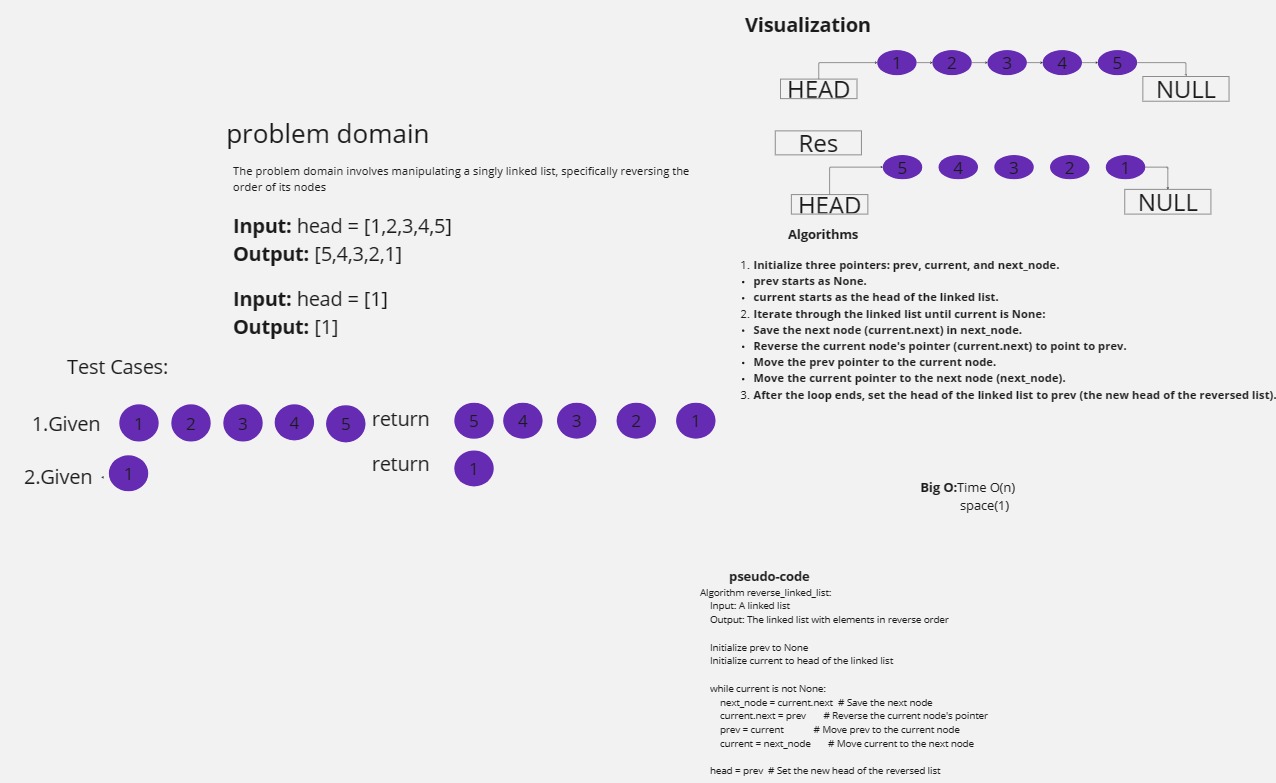 problem domain
The problem domain involves manipulating a singly linked list, specifically reversing the
order of its nodes
Input: head = [1,2,3,4,5]
Output: [5,4,3,2,1]
Input: head = [1]
Output: [1]
Test Cases:
1.Given 1 2 3 4 5 return 5 4 3 2 1
2.Given 1 return 1
Visualization
1 2 3 4 5
HEAD NULL
Res
5 4 3 2 1
HEAD NULL
Algorithms
1. Initialize three pointers: prev, current, and next_node.
• prev starts as None.
• current starts as the head of the linked list.
2. Iterate through the linked list until current is None:
• Save the next node (current.next) in next_node.
• Reverse the current node's pointer (current.next) to point to prev.
• Move the prev pointer to the current node.
• Move the current pointer to the next node (next_node).
3. After the loop ends, set the head of the linked list to prev (the new head of the reversed list).
Big O:Time O(n)
space(1)
pseudo-code
Algorithm reverse_linked_list:
Input: A linked list
Output: The linked list with elements in reverse order
Initialize prev to None
Initialize current to head of the linked list
while current is not None:
next_node = current.next # Save the next node
current.next = prev # Reverse the current node's pointer
prev = current # Move prev to the current node
current = next_node # Move current to the next node
head = prev # Set the new head of the reversed list